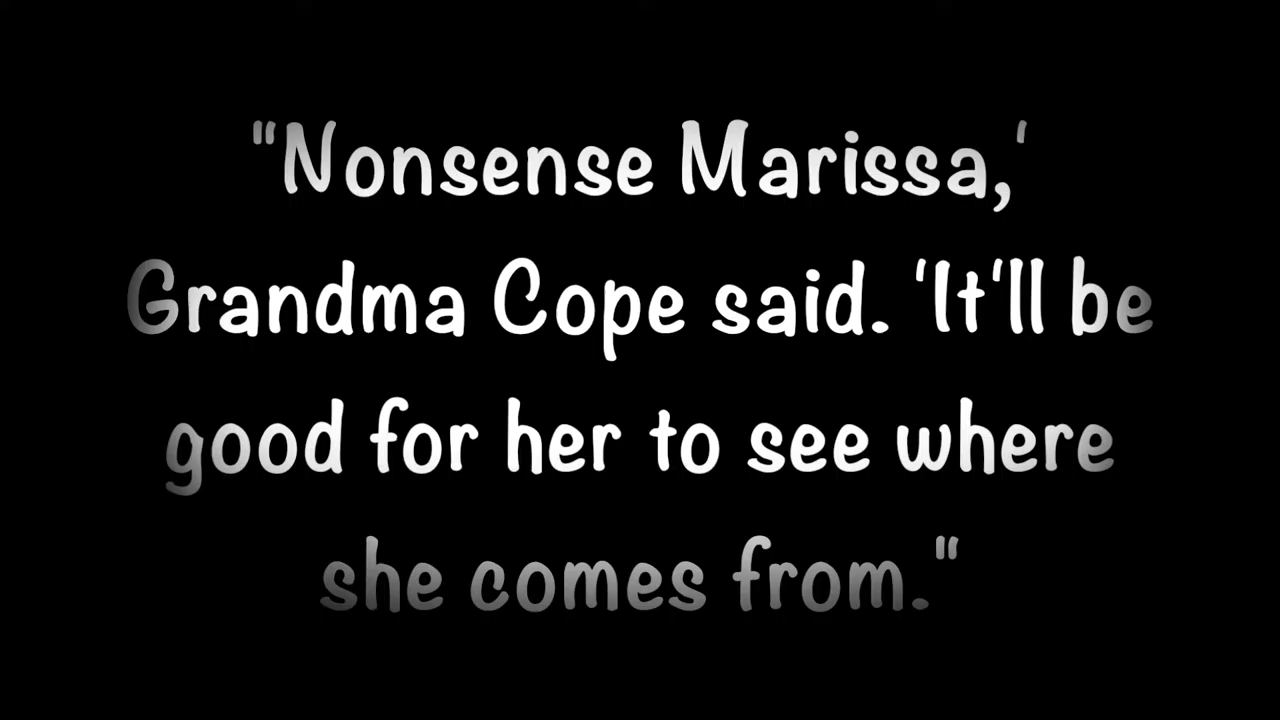 "Nonsense Marissa,'
Grandma Cope said. 'It'll be
good for her to see where
she comes from."